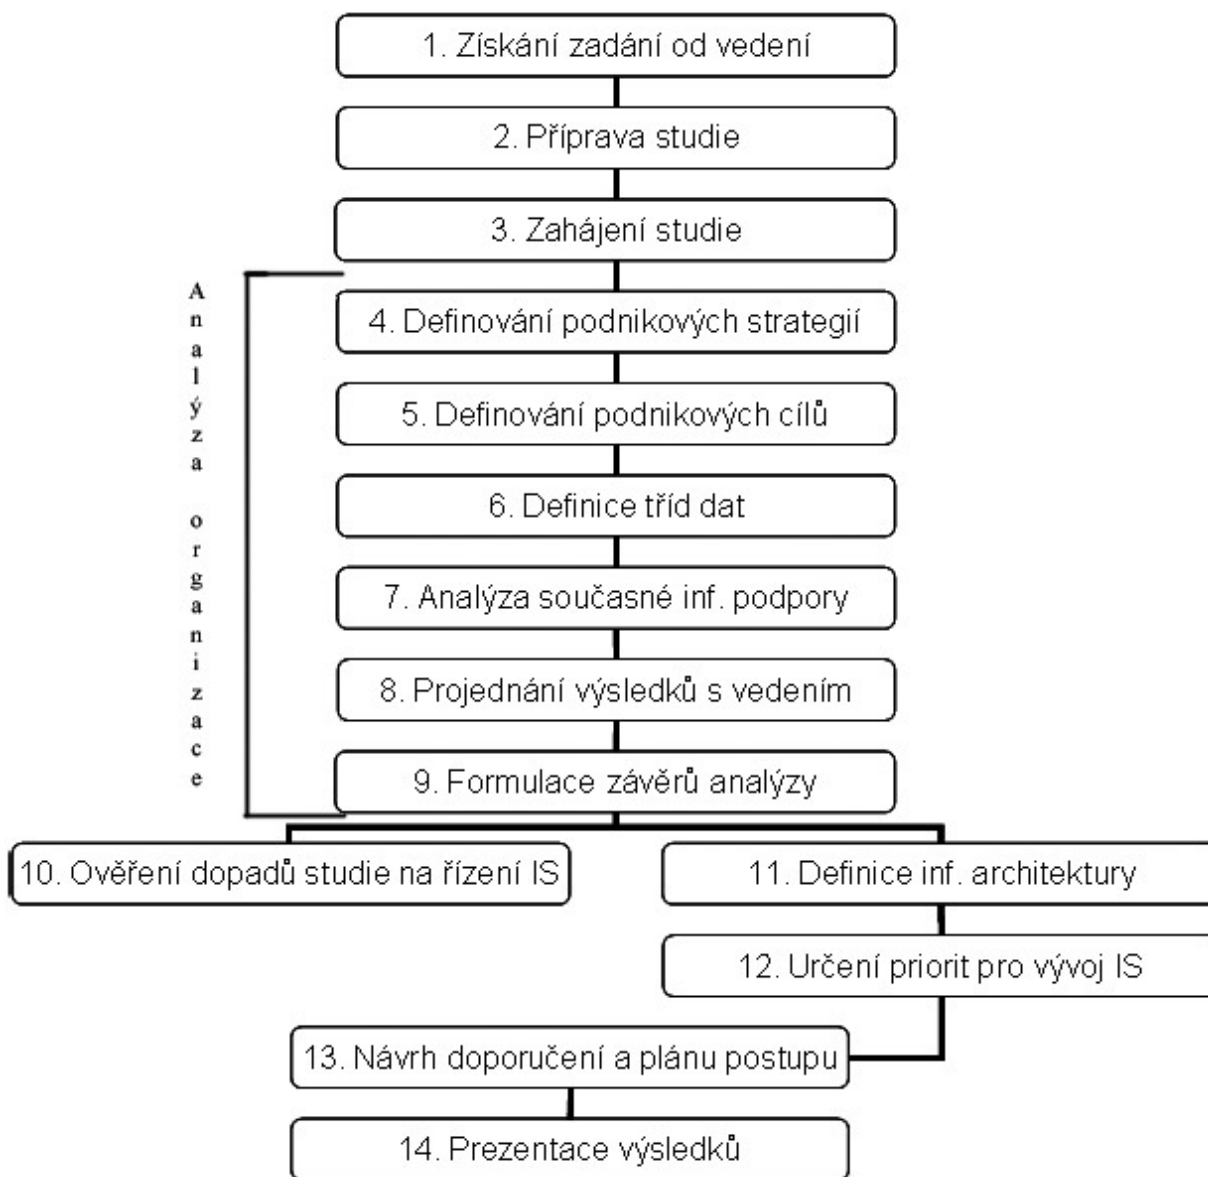 1. Získání zadání od vedení
2. Příprava studie
3. Zahájení studie
Analýza organizace
4. Definování podnikových strategií
5. Definování podnikových cílů
6. Definice tříd dat
7. Analýza současné inf. podpory
8. Projednání výsledků s vedením
9. Formulace závěrů analýzy
10. Ověření dopadů studie na řízení IS
11. Definice inf. architektury
12. Určení priorit pro vývoj IS
13. Návrh doporučení a plánu postupu
14. Prezentace výsledků